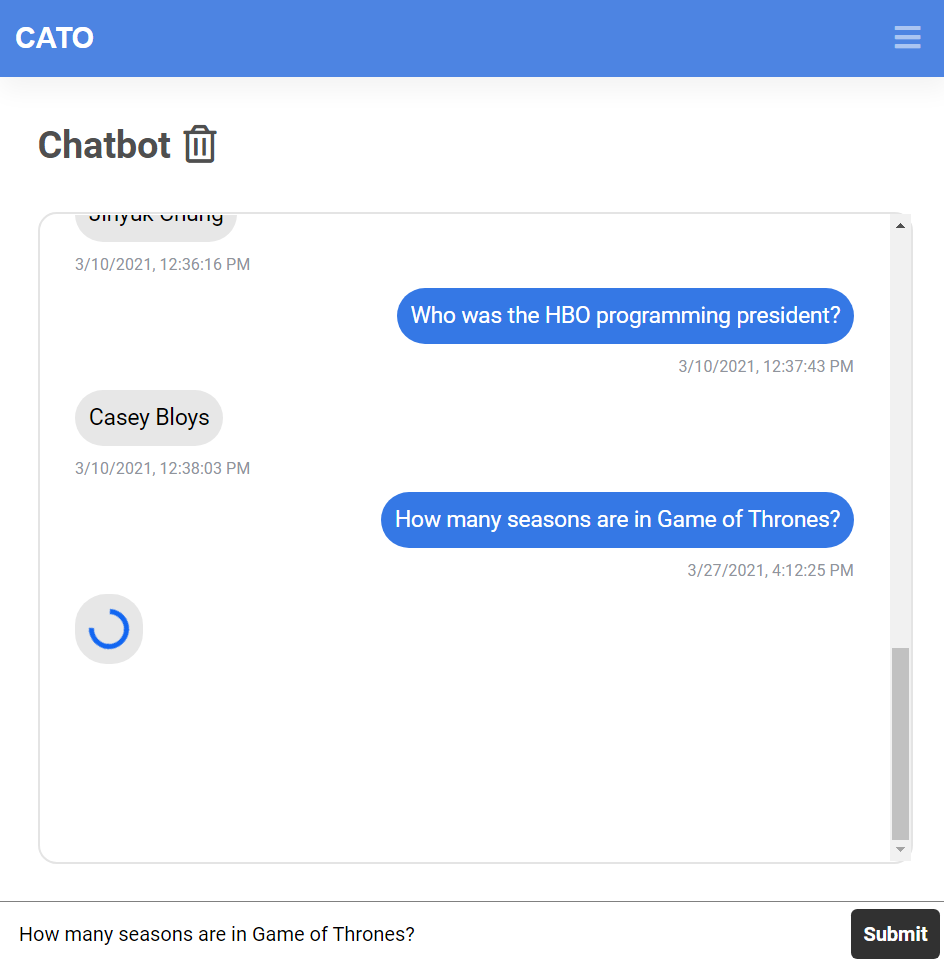 CATO
Chatbot
Jinyuk Chung
3/10/2021, 12:36:16 PM
Who was the HBO programming president?
3/10/2021, 12:37:43 PM
Casey Bloys
3/10/2021, 12:38:03 PM
How many seasons are in Game of Thrones?
3/27/2021, 4:12:25 PM
How many seasons are in Game of Thrones?
Submit